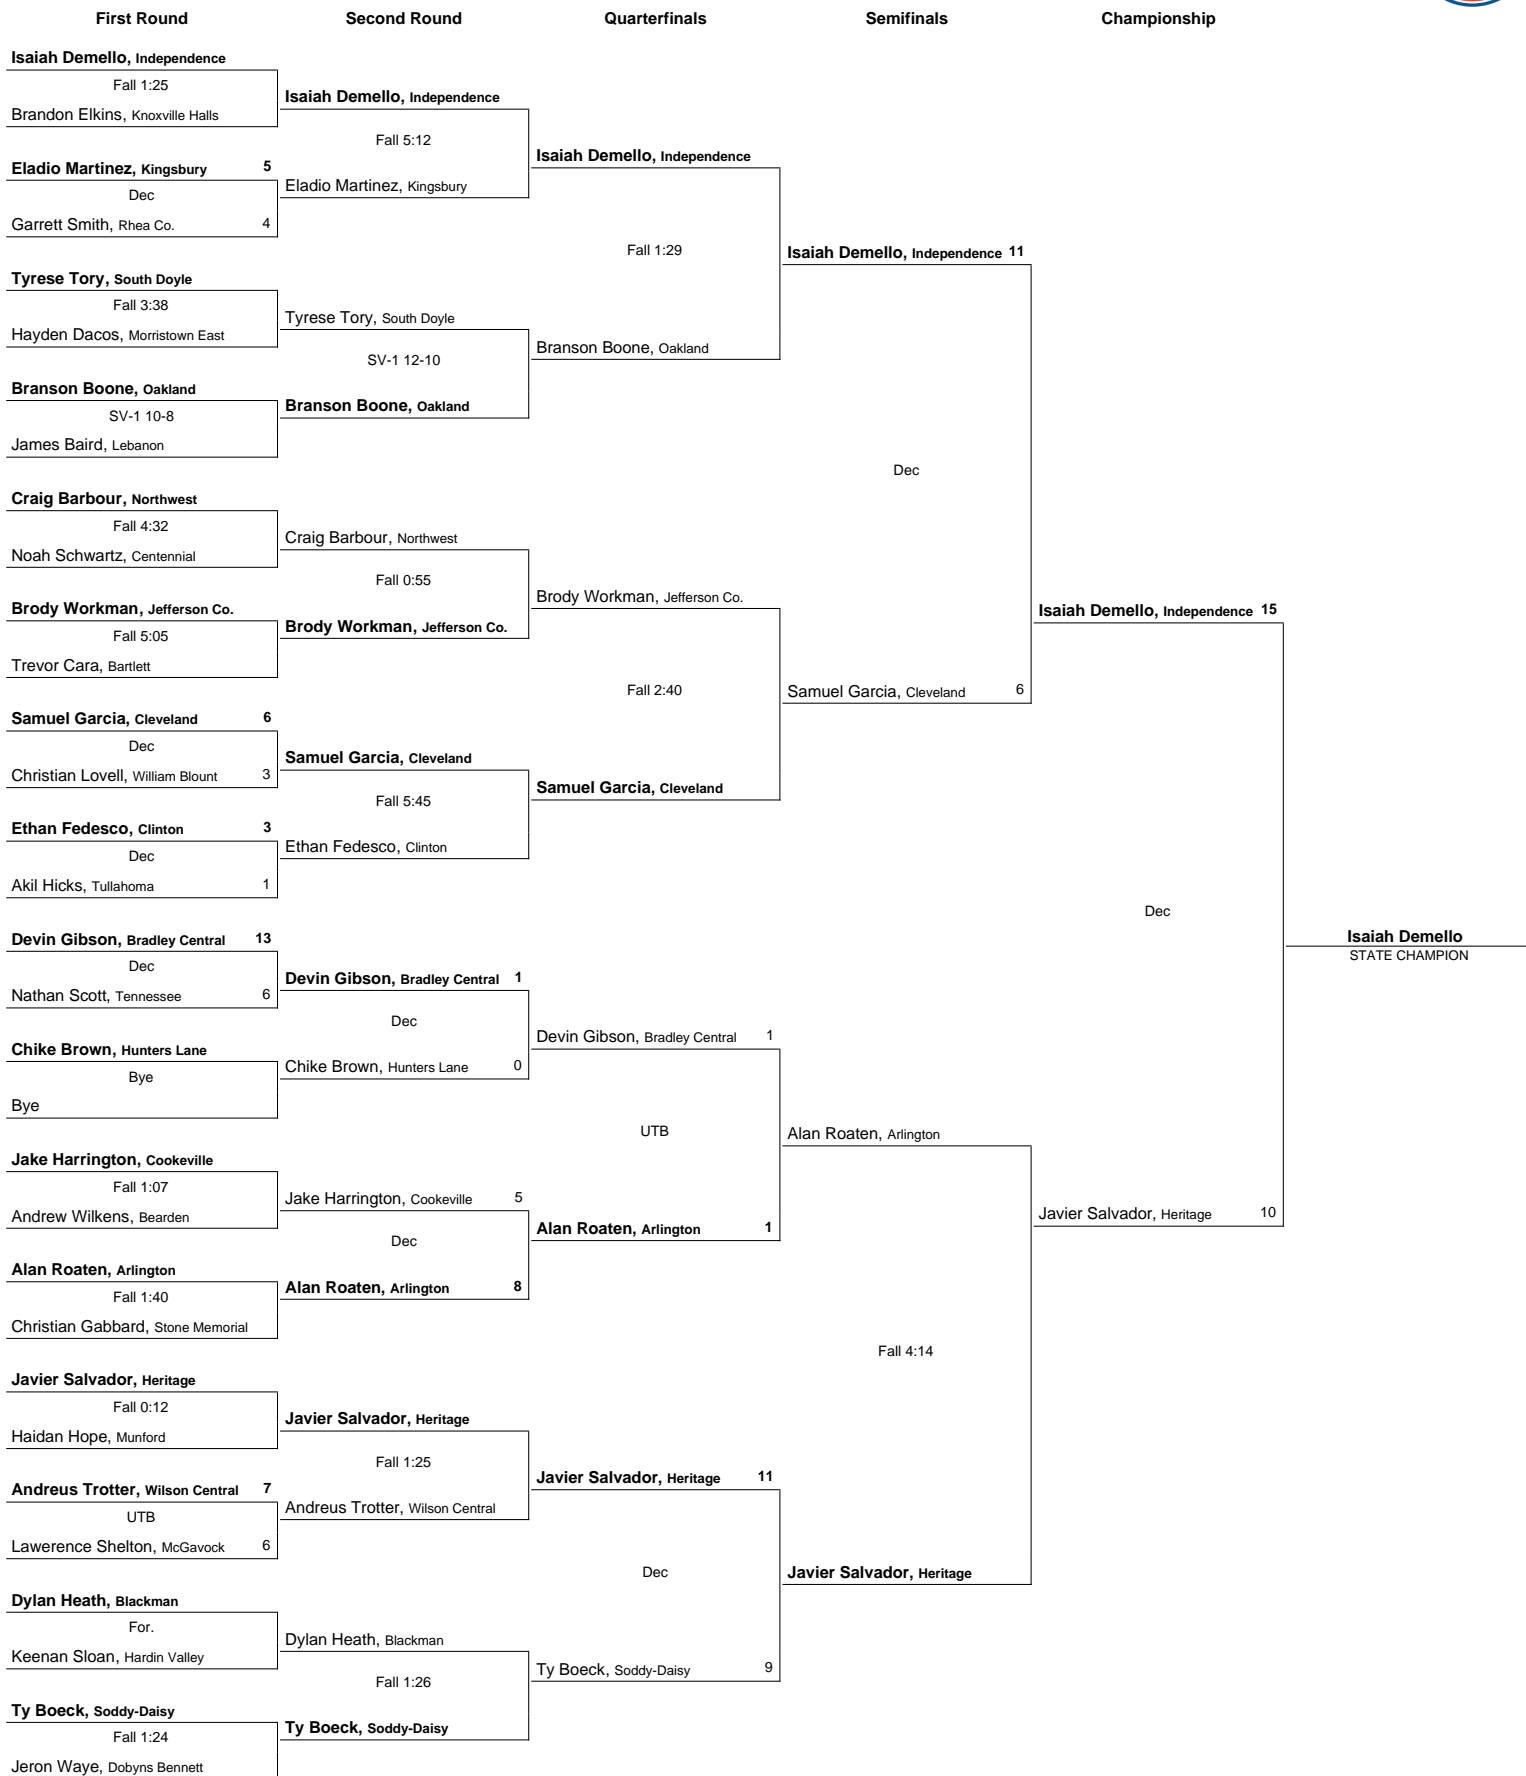 First Round
Second Round
Quarterfinals
Semifinals
Championship
Isaiah Demello, Independence
Fall 1:25
Brandon Elkins, Knoxville Halls
Eladio Martinez, Kingsbury 5
Dec
Garrett Smith, Rhea Co. 4
Tyrese Tory, South Doyle
Fall 3:38
Hayden Dacos, Morristown East
Branson Boone, Oakland
SV-1 10-8
James Baird, Lebanon
Craig Barbour, Northwest
Fall 4:32
Noah Schwartz, Centennial
Brody Workman, Jefferson Co.
Fall 5:05
Trevor Cara, Bartlett
Samuel Garcia, Cleveland 6
Dec
Christian Lovell, William Blount 3
Ethan Fedesco, Clinton 3
Dec
Akil Hicks, Tullahoma 1
Devin Gibson, Bradley Central 13
Dec
Nathan Scott, Tennessee 6
Chike Brown, Hunters Lane
Bye
Bye
Jake Harrington, Cookeville
Fall 1:07
Andrew Wilkens, Bearden
Alan Roaten, Arlington
Fall 1:40
Christian Gabbard, Stone Memorial
Javier Salvador, Heritage
Fall 0:12
Haidan Hope, Munford
Andreus Trotter, Wilson Central 7
UTB
Lawerence Shelton, McGavock 6
Dylan Heath, Blackman
For.
Keenan Sloan, Hardin Valley
Ty Boeck, Soddy-Daisy
Fall 1:24
Jeron Waye, Dobyns Bennett
Isaiah Demello, Independence
Fall 5:12
Eladio Martinez, Kingsbury
Tyrese Tory, South Doyle
SV-1 12-10
Branson Boone, Oakland
Craig Barbour, Northwest
Fall 0:55
Brody Workman, Jefferson Co.
Samuel Garcia, Cleveland
Fall 5:45
Ethan Fedesco, Clinton
Devin Gibson, Bradley Central 1
Dec
Chike Brown, Hunters Lane 0
Jake Harrington, Cookeville 5
Dec
Alan Roaten, Arlington 8
Javier Salvador, Heritage
Fall 1:25
Andreus Trotter, Wilson Central
Dylan Heath, Blackman
Fall 1:26
Ty Boeck, Soddy-Daisy
Isaiah Demello, Independence
Fall 1:29
Branson Boone, Oakland
Brody Workman, Jefferson Co.
Fall 2:40
Samuel Garcia, Cleveland
Devin Gibson, Bradley Central 1
UTB
Alan Roaten, Arlington 1
Javier Salvador, Heritage 11
Dec
Ty Boeck, Soddy-Daisy 9
Isaiah Demello, Independence 11
Dec
Samuel Garcia, Cleveland 6
Alan Roaten, Arlington
Fall 4:14
Javier Salvador, Heritage
Isaiah Demello, Independence 15
Dec
Javier Salvador, Heritage 10
Isaiah Demello
STATE CHAMPION